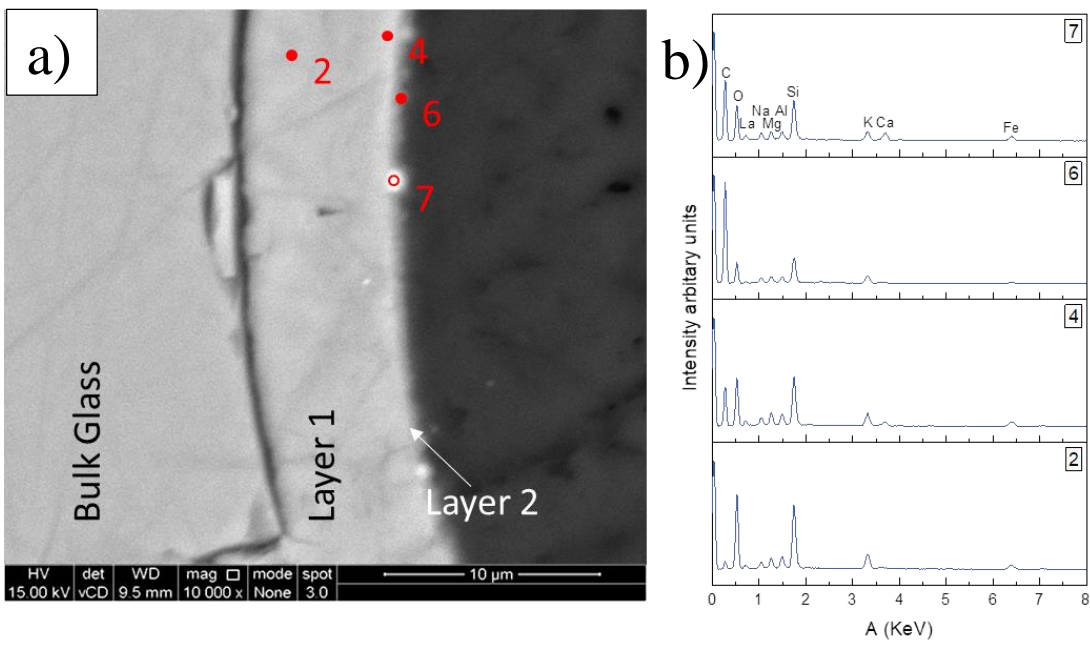 a)
2
4
6
7
Bulk Glass
Layer 1
Layer 2
HV det WD mag mode spot
15.00 kV vCD 9.5 mm 10 000 x None 3.0
10 µm
b)
7
C
O
La
Na
Mg
Al
Si
K Ca
Fe
6
4
2
Intensity arbitary units
0 1 2 3 4 5 6 7 8
A (KeV)